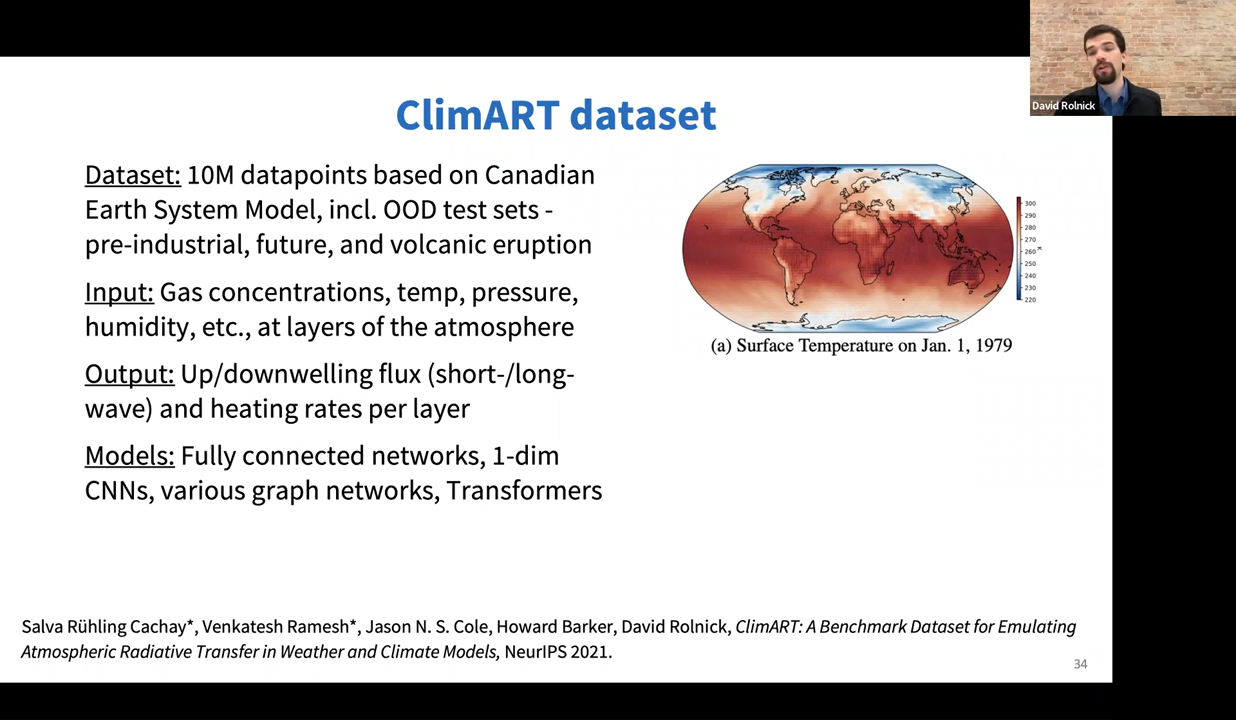 David Rolnick
ClimART dataset
Dataset: 10M datapoints based on Canadian
Earth System Model, incl. OOD test sets -
pre-industrial, future, and volcanic eruption
Input: Gas concentrations, temp, pressure,
humidity, etc., at layers of the atmosphere
Output: Up/downwelling flux (short-/long-
wave) and heating rates per layer
Models: Fully connected networks, 1-dim
CNNs, various graph networks, Transformers
300
290
280
270
260
250
240
230
220
K
(a) Surface Temperature on Jan. 1, 1979
Salva Rühling Cachay*, Venkatesh Ramesh*, Jason N. S. Cole, Howard Barker, David Rolnick, ClimART: A Benchmark Dataset for Emulating
Atmospheric Radiative Transfer in Weather and Climate Models, NeurIPS 2021.
34